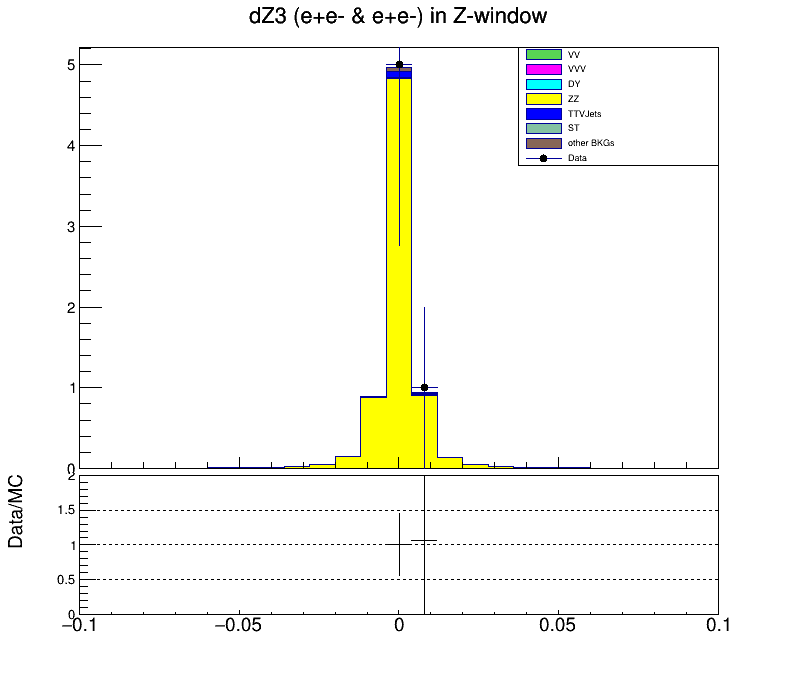 dZ3 (e+e- & e+e-) in Z-window
VV
VVV
DY
ZZ
TTVJets
ST
other BKGs
Data
5
4
3
2
1
0
Data/MC
2
1.5
1
0.5
0
−0.1
−0.05
0
0.05
0.1